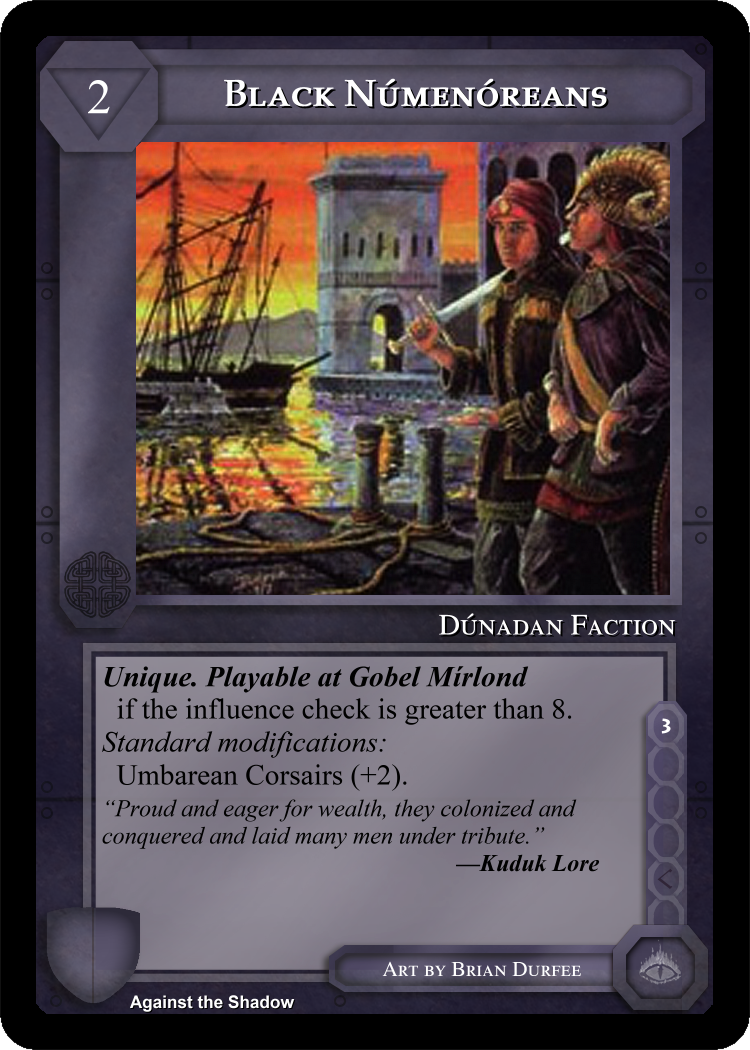 2
Black Númenóreans
Dúnadan Faction
Unique. Playable at Gobel Mírlond
if the influence check is greater than 8.
Standard modifications:
Umbarean Corsairs (+2).
“Proud and eager for wealth, they colonized and
conquered and laid many men under tribute.”
—Kuduk Lore
3
Art by Brian Durfee
Against the Shadow